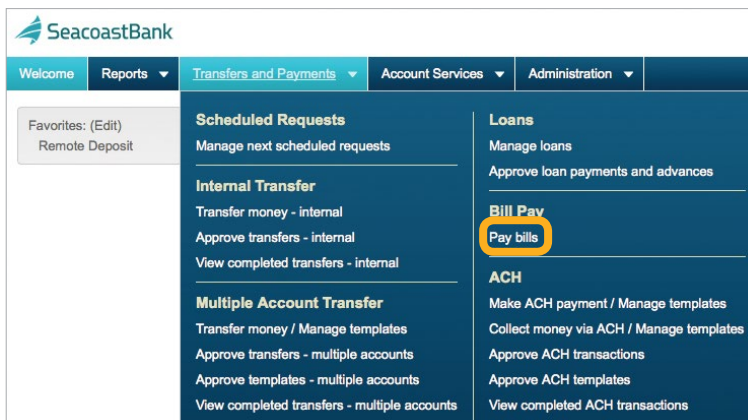 SeacoastBank
Welcome Reports Transfers and Payments Account Services Administration
Favorites: (Edit)
Remote Deposit
Scheduled Requests
Manage next scheduled requests
Internal Transfer
Transfer money - internal
Approve transfers - internal
View completed transfers - internal
Multiple Account Transfer
Transfer money / Manage templates
Approve transfers - multiple accounts
Approve templates - multiple accounts
View completed transfers - multiple accounts
Loans
Manage loans
Approve loan payments and advances
Bill Pay
Pay bills
ACH
Make ACH payment / Manage templates
Collect money via ACH / Manage templates
Approve ACH transactions
Approve ACH templates
View completed ACH transactions